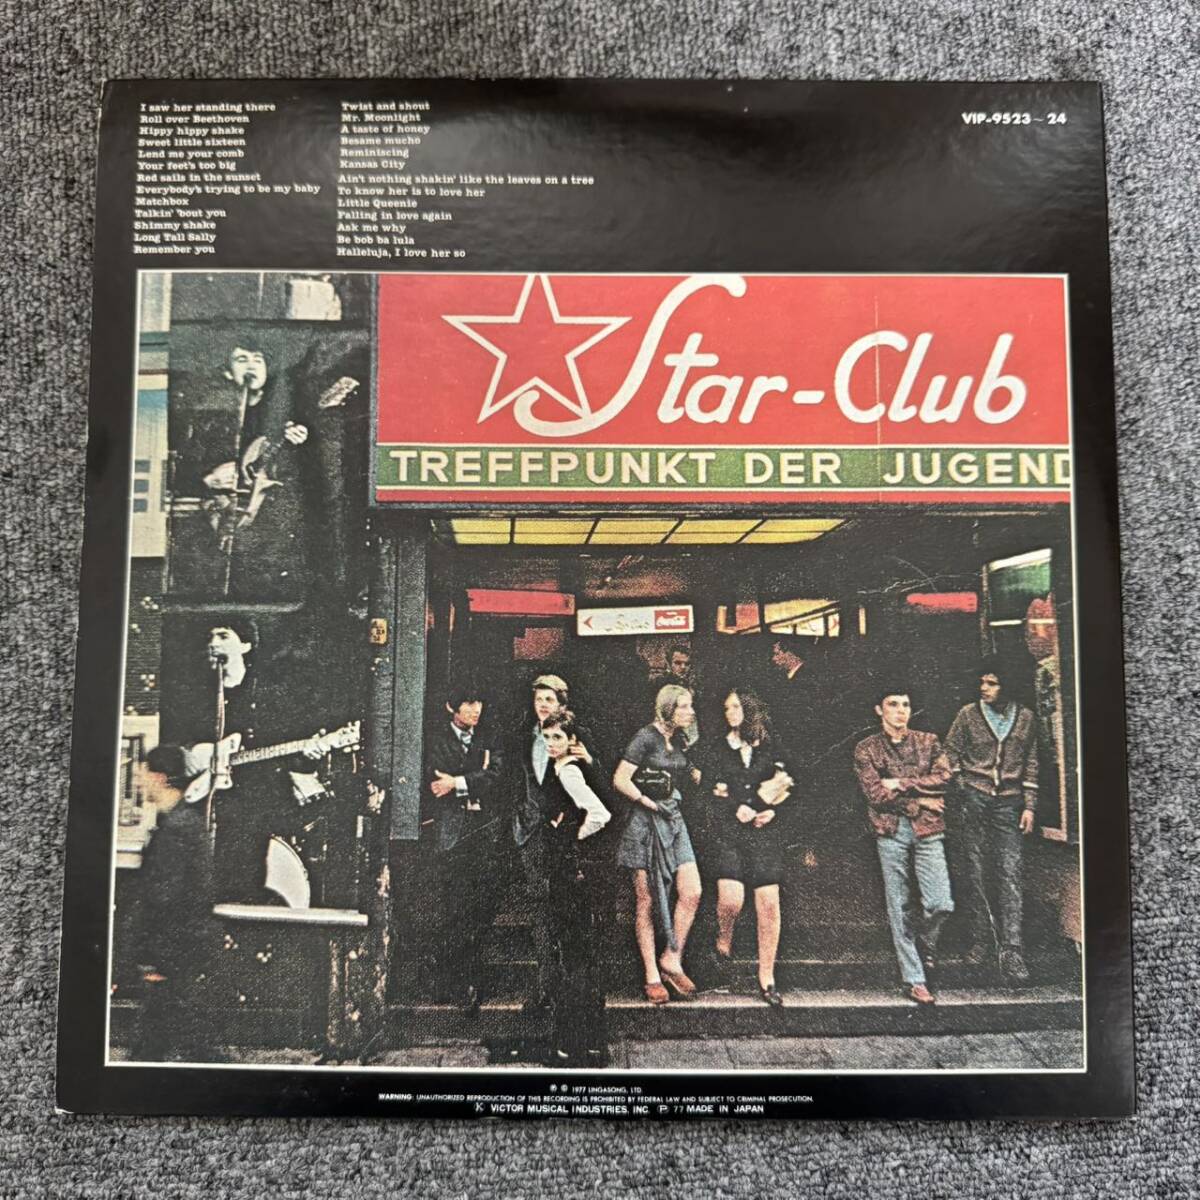 I saw her standing there
Roll over Beethoven
Hippy hippy shake
Sweet little sixteen
Lend me your comb
Your feet's too big
Red sails in the sunset
Everybody's trying to be my baby
Matchbox
Talkin' 'bout you
Shimmy shake
Long Tall Sally
Remember you
Twist and shout
Mr. Moonlight
A taste of honey
Besame mucho
Reminiscing
Kansas City
Ain't nothing shakin' like the leaves on a tree
To know her is to love her
Little Queenie
Falling in love again
Ask me why
Be bob ba lula
Halleluja, I love her so
VIP-9523~24
Star-Club
TREFFPUNKT DER JUGEND
Coca-Cola
Ⓟ © 1977 LINGASONG, LTD.
WARNING: UNAUTHORIZED REPRODUCTION OF THIS RECORDING IS PROHIBITED BY FEDERAL LAW AND SUBJECT TO CRIMINAL PROSECUTION.
K VICTOR MUSICAL INDUSTRIES, INC. Ⓟ 77 MADE IN JAPAN